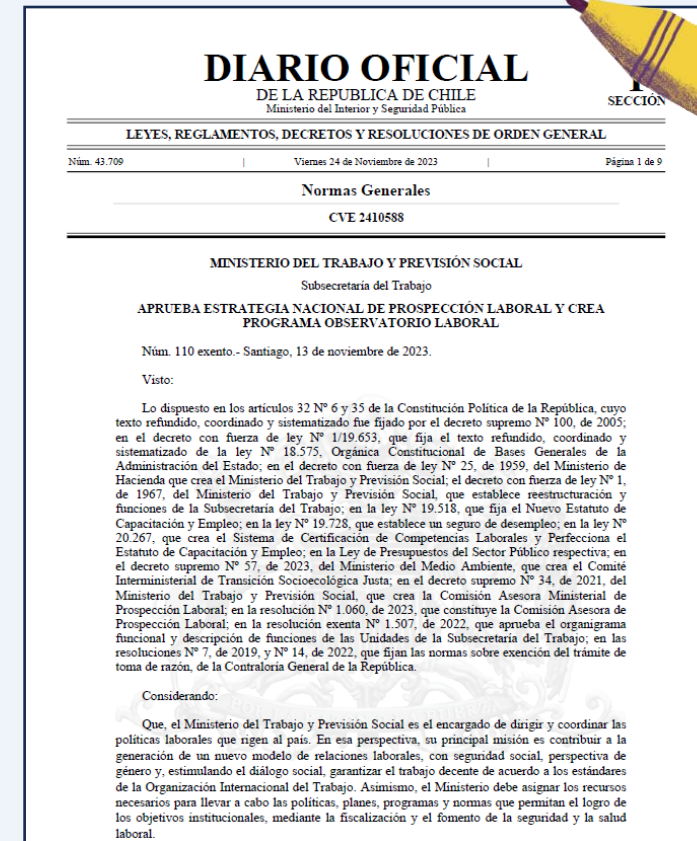 DIARIO OFICIAL
DE LA REPUBLICA DE CHILE
Ministerio del Interior y Seguridad Pública
SECCIÓN
LEYES, REGLAMENTOS, DECRETOS Y RESOLUCIONES DE ORDEN GENERAL
Núm. 43.709 | Viernes 24 de Noviembre de 2023 | Página 1 de 9
Normas Generales
CVE 2410588
MINISTERIO DEL TRABAJO Y PREVISIÓN SOCIAL
Subsecretaría del Trabajo
APRUEBA ESTRATEGIA NACIONAL DE PROSPECCIÓN LABORAL Y CREA
PROGRAMA OBSERVATORIO LABORAL
Núm. 110 exento.- Santiago, 13 de noviembre de 2023.
Visto:
Lo dispuesto en los artículos 32 Nº 6 y 35 de la Constitución Política de la República, cuyo
texto refundido, coordinado y sistematizado fue fijado por el decreto supremo Nº 100, de 2005;
en el decreto con fuerza de ley Nº 1/19.653, que fija el texto refundido, coordinado y
sistematizado de la ley Nº 18.575, Orgánica Constitucional de Bases Generales de la
Administración del Estado; en el decreto con fuerza de ley Nº 25, de 1959, del Ministerio de
Hacienda que crea el Ministerio del Trabajo y Previsión Social; el decreto con fuerza de ley Nº 1,
de 1967, del Ministerio del Trabajo y Previsión Social, que establece reestructuración y
funciones de la Subsecretaría del Trabajo; en la ley Nº 19.518, que fija el Nuevo Estatuto de
Capacitación y Empleo; en la ley Nº 19.728, que establece un seguro de desempleo; en la ley Nº
20.267, que crea el Sistema de Certificación de Competencias Laborales y Perfecciona el
Estatuto de Capacitación y Empleo; en la Ley de Presupuestos del Sector Público respectiva; en
el decreto supremo Nº 57, de 2023, del Ministerio del Medio Ambiente, que crea el Comité
Interministerial de Transición Socioecológica Justa; en el decreto supremo Nº 34, de 2021, del
Ministerio del Trabajo y Previsión Social, que crea la Comisión Asesora Ministerial de
Prospección Laboral; en la resolución Nº 1.060, de 2023, que constituye la Comisión Asesora de
Prospección Laboral; en la resolución exenta Nº 1.507, de 2022, que aprueba el organigrama
funcional y descripción de funciones de las Unidades de la Subsecretaría del Trabajo; en las
resoluciones Nº 7, de 2019, y Nº 14, de 2022, que fijan las normas sobre exención del trámite de
toma de razón, de la Contraloría General de la República.
Considerando:
Que, el Ministerio del Trabajo y Previsión Social es el encargado de dirigir y coordinar las
políticas laborales que rigen al país. En esa perspectiva, su principal misión es contribuir a la
generación de un nuevo modelo de relaciones laborales, con seguridad social, perspectiva de
género y, estimulando el diálogo social, garantizar el trabajo decente de acuerdo a los estándares
de la Organización Internacional del Trabajo. Asimismo, el Ministerio debe asignar los recursos
necesarios para llevar a cabo las políticas, planes, programas y normas que permitan el logro de
los objetivos institucionales, mediante la fiscalización y el fomento de la seguridad y la salud
laboral.